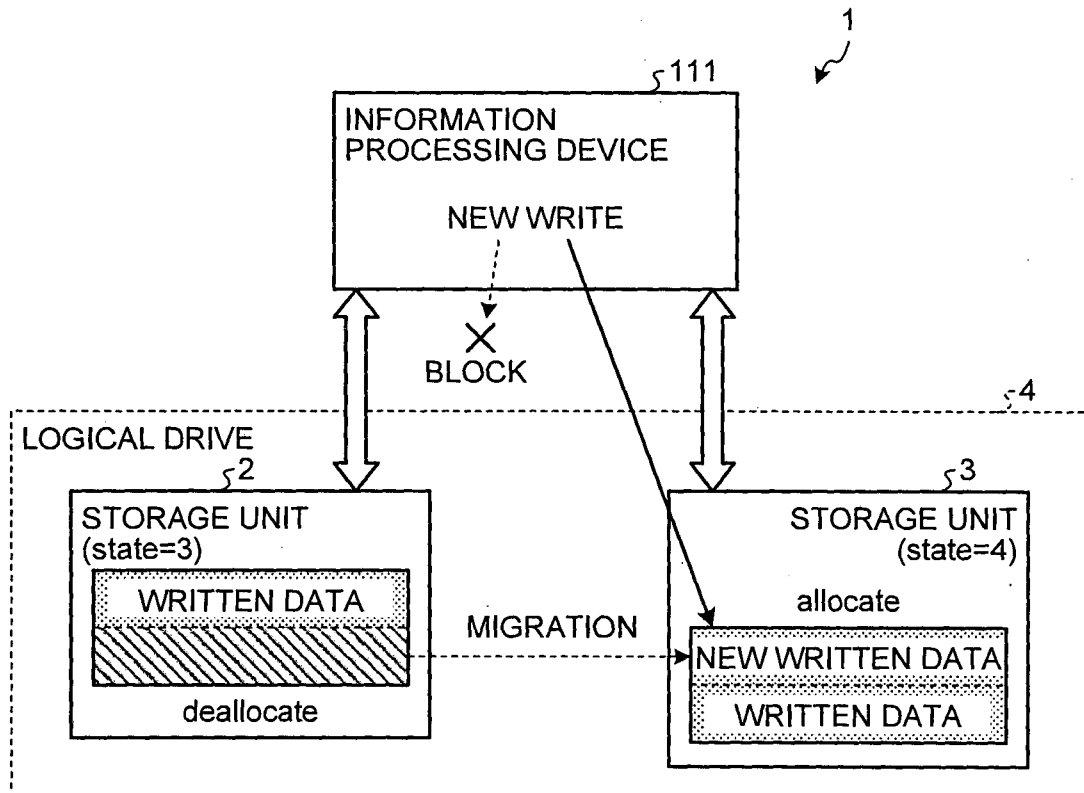 1
111
INFORMATION
PROCESSING DEVICE
NEW WRITE
BLOCK
4
LOGICAL DRIVE
2
3
STORAGE UNIT
(state=3)
WRITTEN DATA
deallocate
MIGRATION
STORAGE UNIT
(state=4)
allocate
NEW WRITTEN DATA
WRITTEN DATA